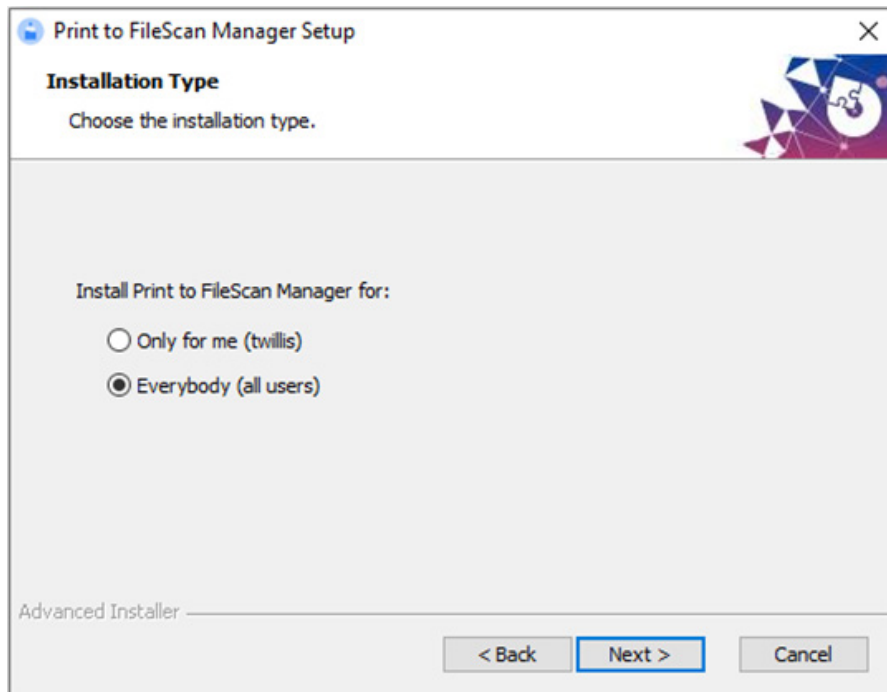 Print to FileScan Manager Setup
Installation Type
Choose the installation type.
Install Print to FileScan Manager for:
Only for me (twillis)
Everybody (all users)
Advanced Installer
< Back Next > Cancel